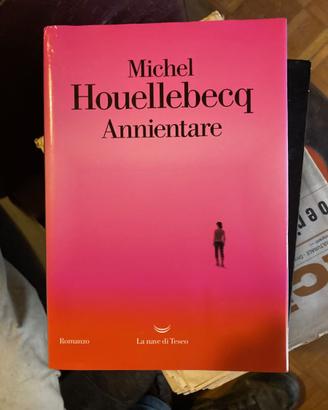 Michel
Houellebecq
Annientare
Romanzo
La nave di Teseo